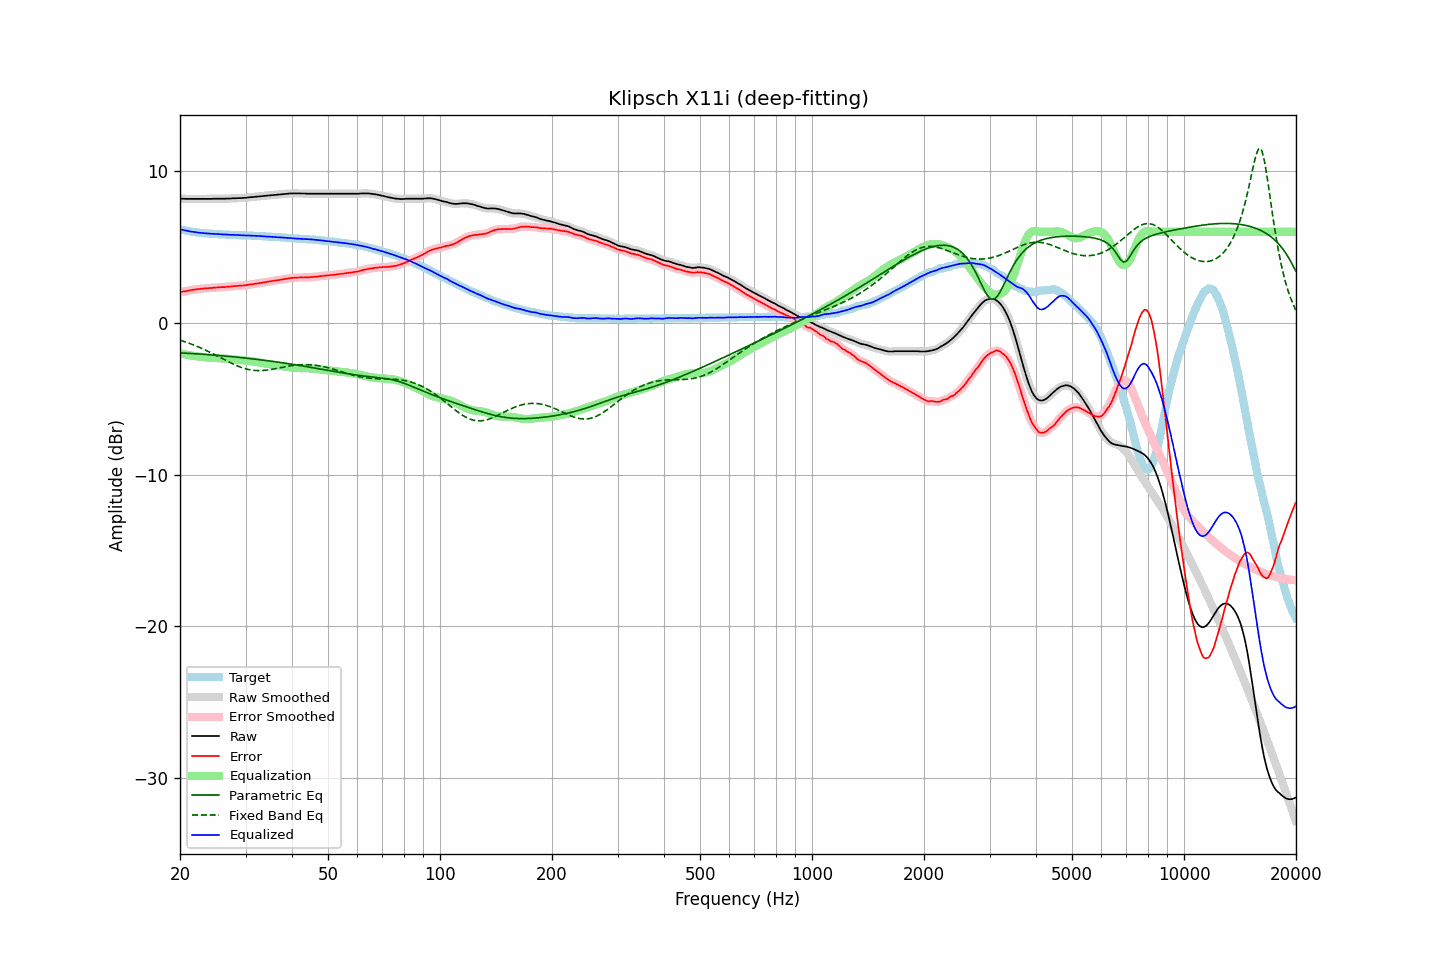 Klipsch X11i (deep-fitting)
Amplitude (dBr)
10
0
−10
−20
−30
Target
Raw Smoothed
Error Smoothed
Raw
Error
Equalization
Parametric Eq
Fixed Band Eq
Equalized
20 50 100 200 500 1000 2000 5000 10000 20000
Frequency (Hz)